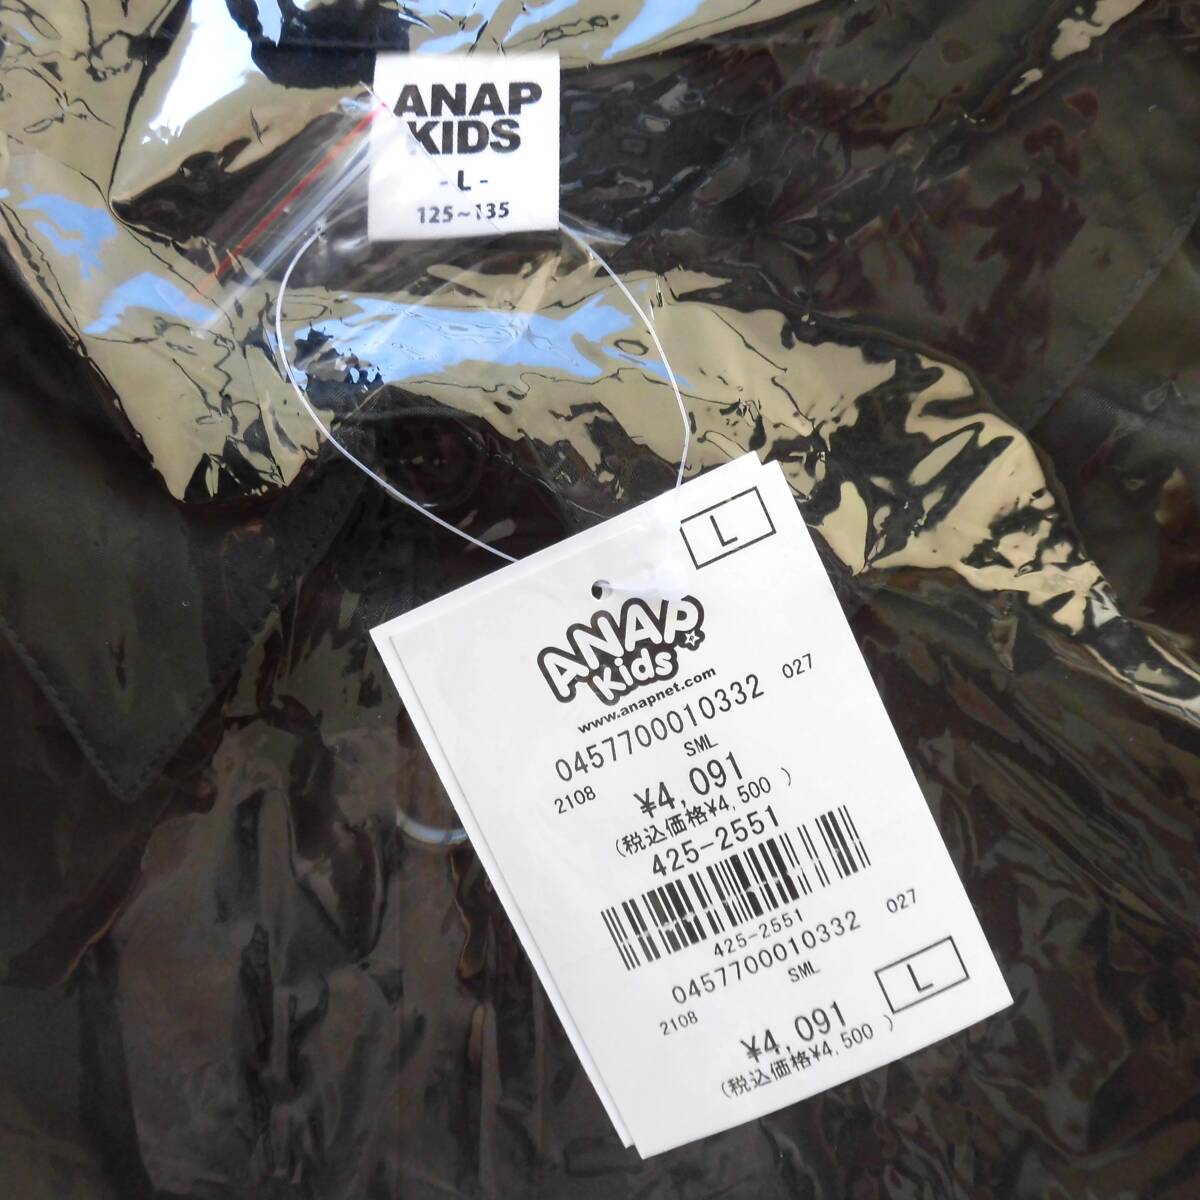 ANAP
KIDS
- L -
125~135
L
ANAP
Kids
www.anapnet.com
0457700010332 027
SML
2108 ¥4,091
(税込価格¥4,500 )
425-2551
425-2551
0457700010332 027
SML
2108 L
¥4,091
(税込価格¥4,500 )